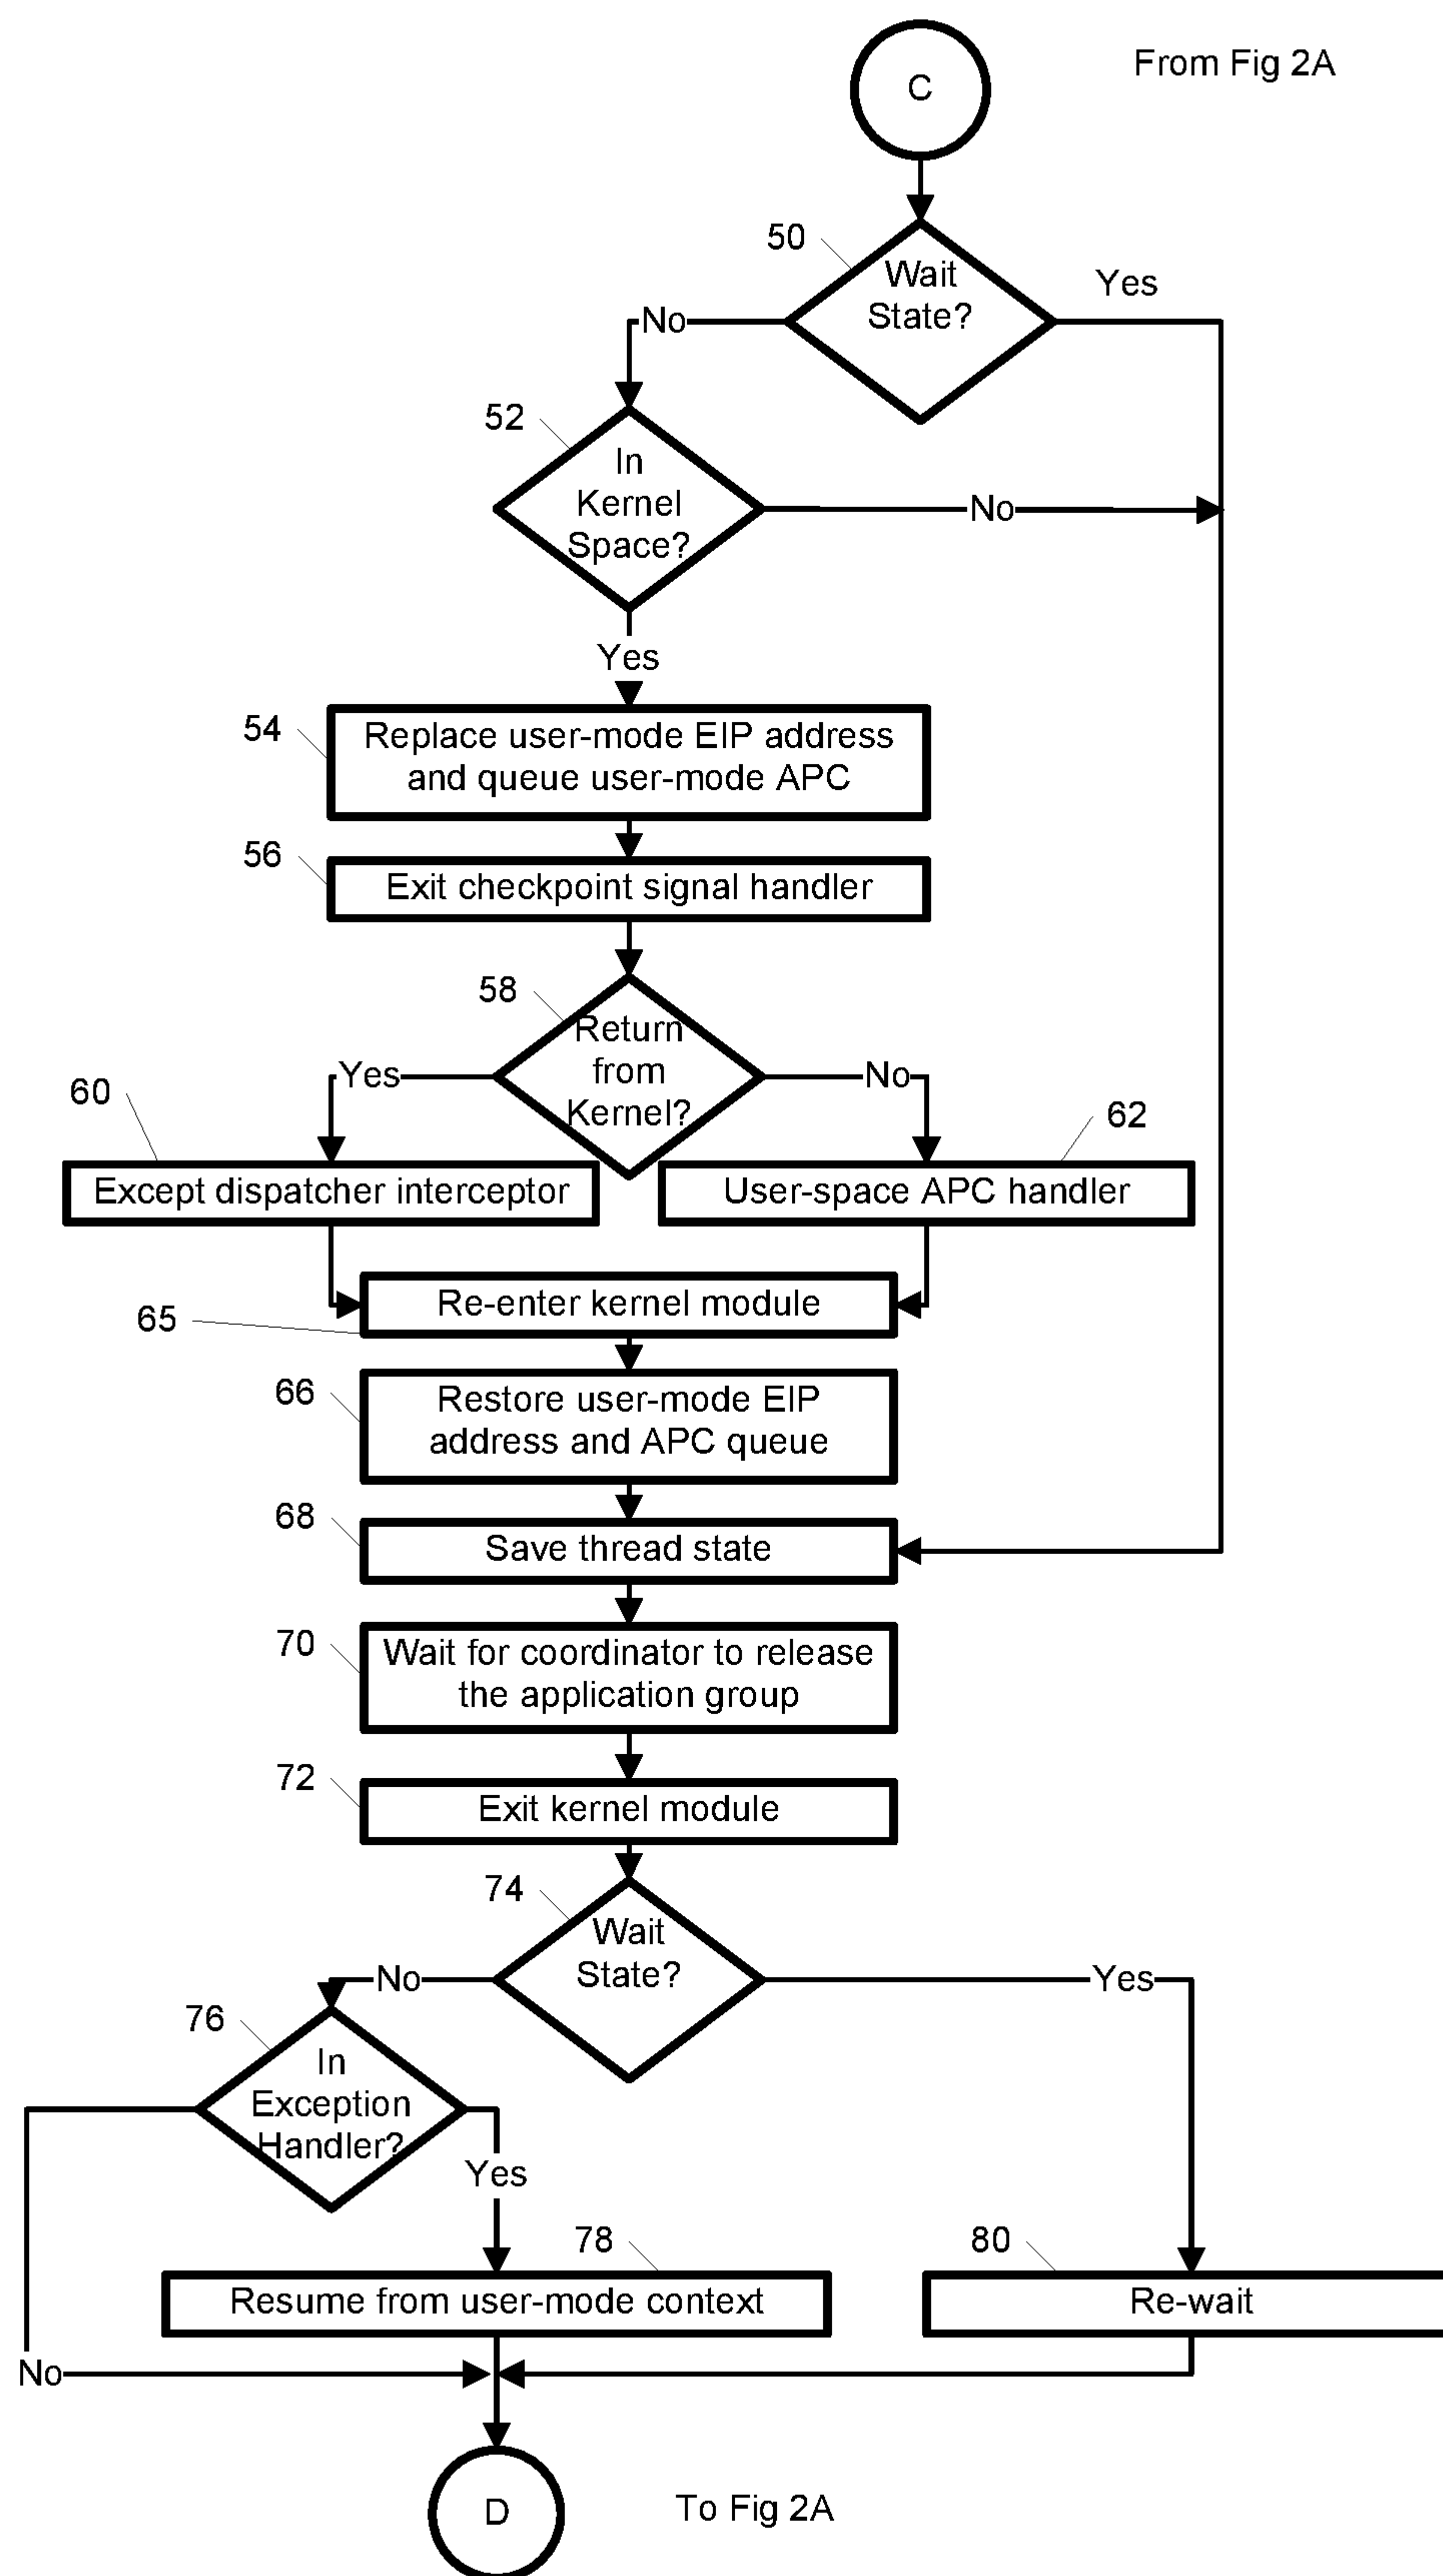 C
From Fig 2A
50
Wait
State?
Yes
No
52
In
Kernel
Space?
No
Yes
54
Replace user-mode EIP address
and queue user-mode APC
56
Exit checkpoint signal handler
58
Return
from
Kernel?
Yes
No
60
62
Except dispatcher interceptor
User-space APC handler
Re-enter kernel module
65
66
Restore user-mode EIP
address and APC queue
68
Save thread state
70
Wait for coordinator to release
the application group
72
Exit kernel module
74
Wait
State?
No
Yes
76
In
Exception
Handler?
Yes
78
80
Resume from user-mode context
Re-wait
No
D
To Fig 2A